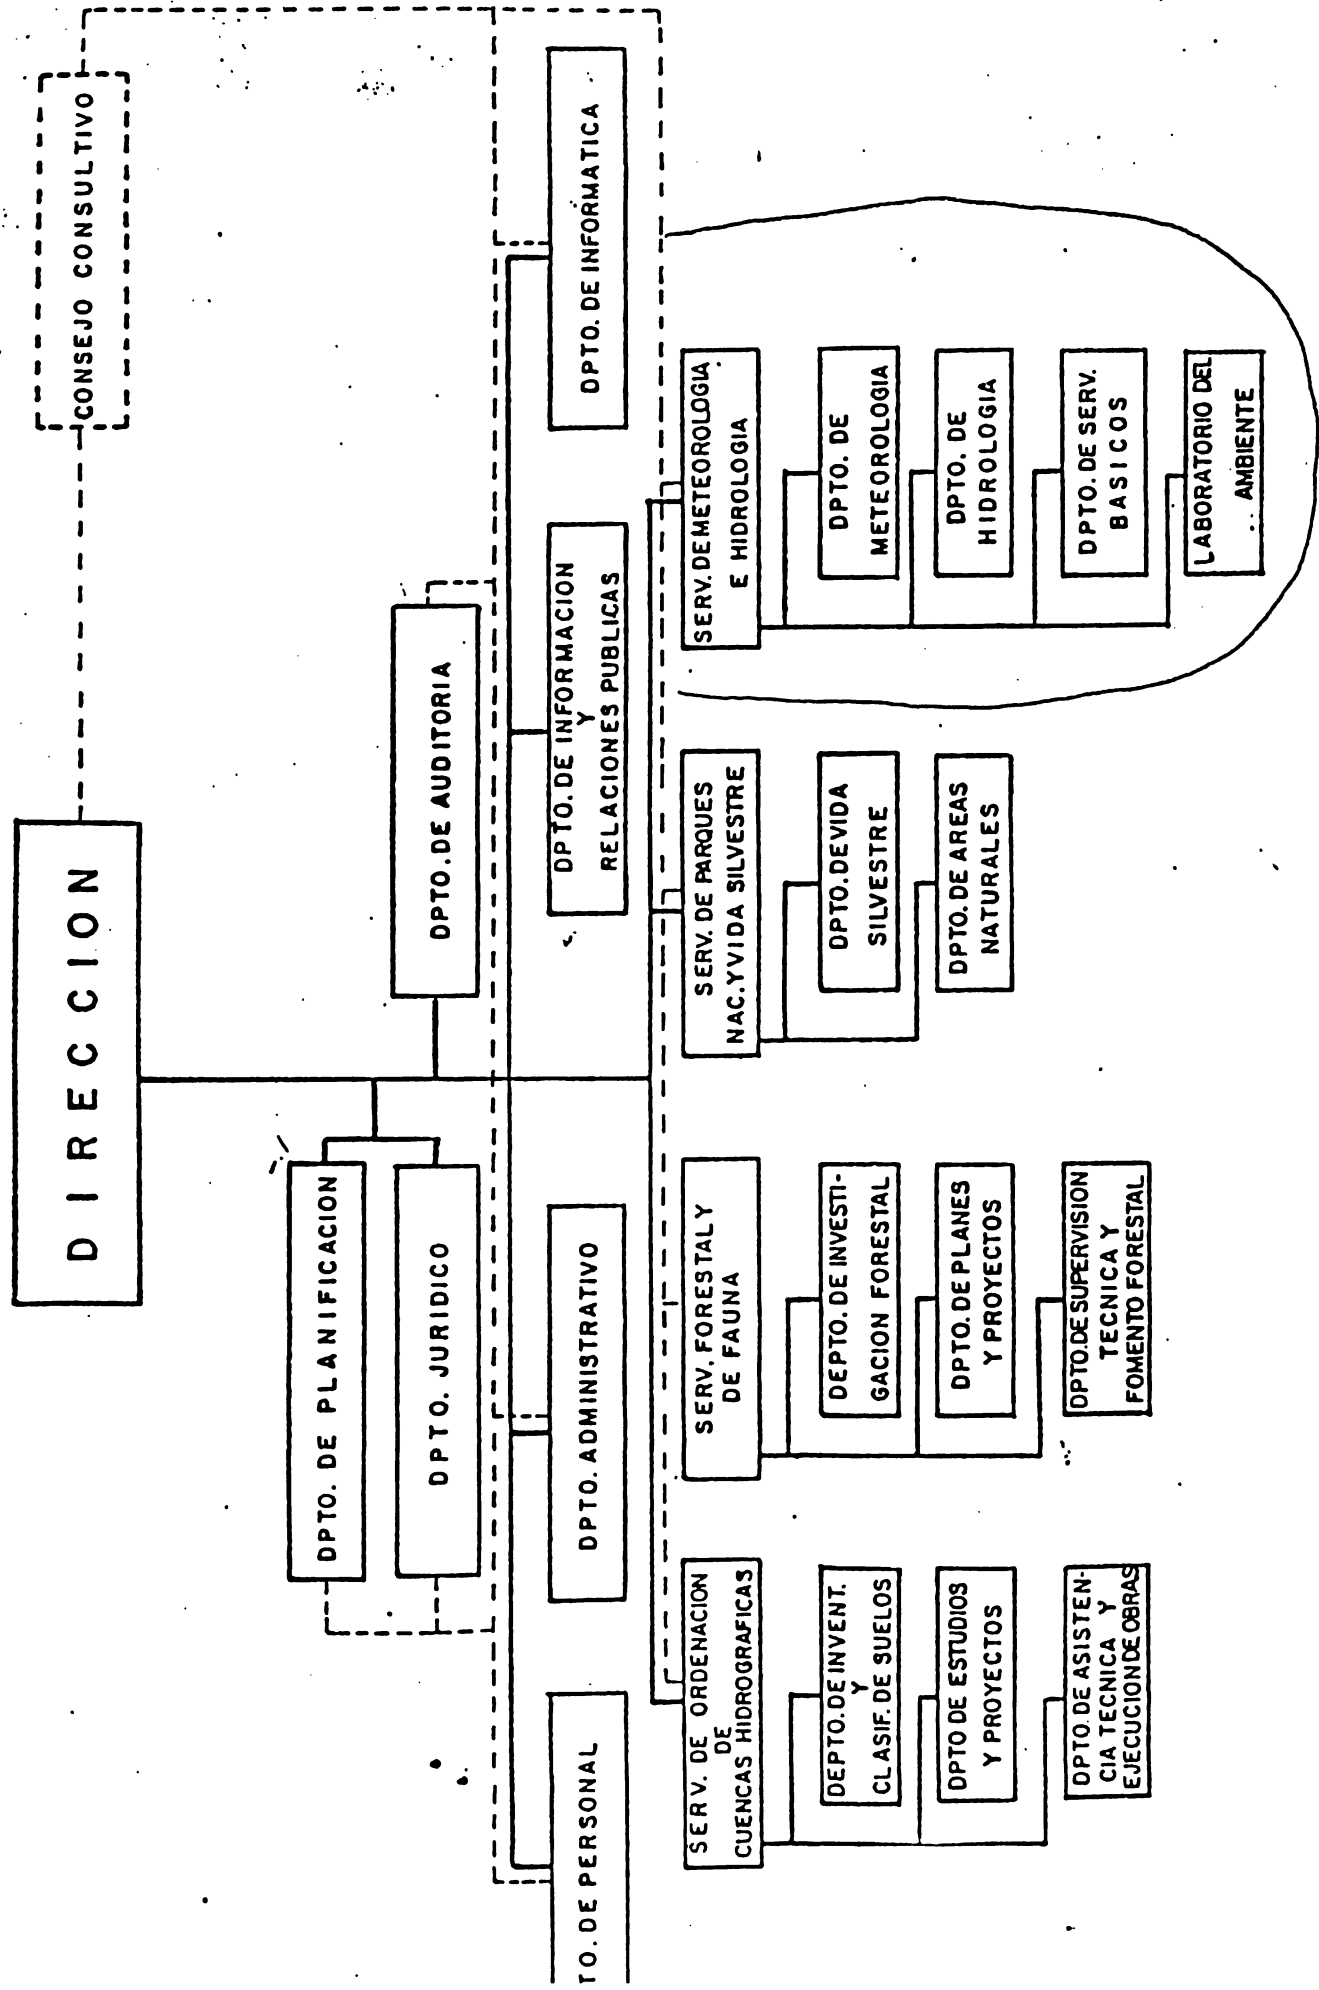 DIRECCION
CONSEJO CONSULTIVO
DPTO. DE PLANIFICACION
DPTO. JURIDICO
DPTO. DE AUDITORIA
TO. DE PERSONAL
DPTO. ADMINISTRATIVO
DPTO. DE INFORMACION
Y
RELACIONES PUBLICAS
DPTO. DE INFORMATICA
SERV. DE ORDENACION
DE
CUENCAS HIDROGRAFICAS
DEPTO. DE INVENT.
Y
CLASIF. DE SUELOS
DPTO DE ESTUDIOS
Y PROYECTOS
DPTO. DE ASISTEN-
CIA TECNICA Y
EJECUCION DE OBRAS
SERV. FORESTAL Y
DE FAUNA
DEPTO. DE INVESTI-
GACION FORESTAL
DPTO. DE PLANES
Y PROYECTOS
DPTO. DE SUPERVISION
TECNICA Y
FOMENTO FORESTAL
SERV. DE PARQUES
NAC. Y VIDA SILVESTRE
DPTO. DE VIDA
SILVESTRE
DPTO. DE AREAS
NATURALES
SERV. DE METEOROLOGIA
E HIDROLOGIA
DPTO. DE
METEOROLOGIA
DPTO. DE
HIDROLOGIA
DPTO. DE SERV.
BASICOS
LABORATORIO DEL
AMBIENTE